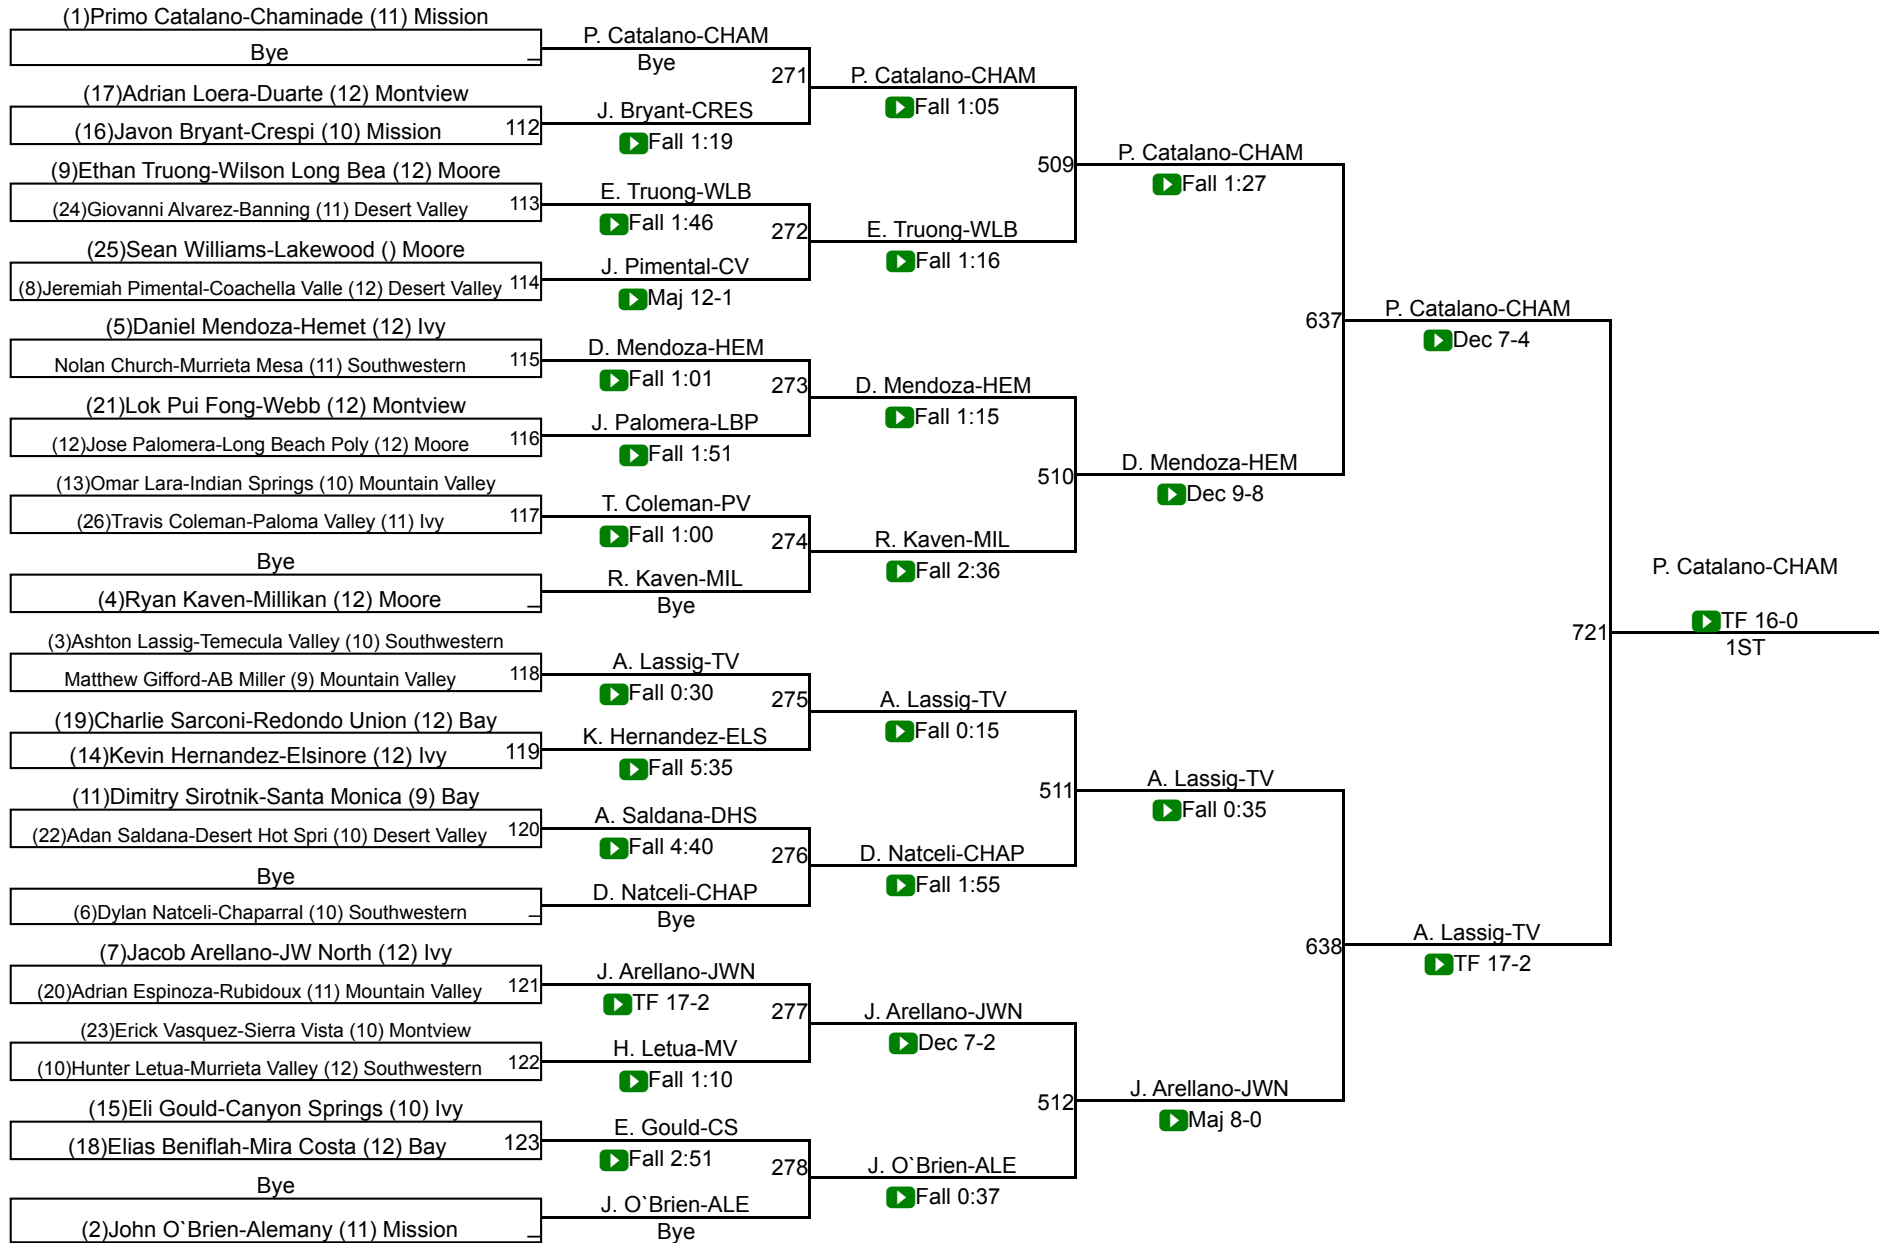 (1)Primo Catalano-Chaminade (11) Mission
Bye
(17)Adrian Loera-Duarte (12) Montview
(16)Javon Bryant-Crespi (10) Mission
112
(9)Ethan Truong-Wilson Long Bea (12) Moore
(24)Giovanni Alvarez-Banning (11) Desert Valley
113
(25)Sean Williams-Lakewood () Moore
(8)Jeremiah Pimental-Coachella Valle (12) Desert Valley
114
(5)Daniel Mendoza-Hemet (12) Ivy
Nolan Church-Murrieta Mesa (11) Southwestern
115
(21)Lok Pui Fong-Webb (12) Montview
(12)Jose Palomera-Long Beach Poly (12) Moore
116
(13)Omar Lara-Indian Springs (10) Mountain Valley
(26)Travis Coleman-Paloma Valley (11) Ivy
117
Bye
(4)Ryan Kaven-Millikan (12) Moore
(3)Ashton Lassig-Temecula Valley (10) Southwestern
Matthew Gifford-AB Miller (9) Mountain Valley
118
(19)Charlie Sarconi-Redondo Union (12) Bay
(14)Kevin Hernandez-Elsinore (12) Ivy
119
(11)Dimitry Sirotnik-Santa Monica (9) Bay
(22)Adan Saldana-Desert Hot Spri (10) Desert Valley
120
Bye
(6)Dylan Natceli-Chaparral (10) Southwestern
(7)Jacob Arellano-JW North (12) Ivy
(20)Adrian Espinoza-Rubidoux (11) Mountain Valley
121
(23)Erick Vasquez-Sierra Vista (10) Montview
(10)Hunter Letua-Murrieta Valley (12) Southwestern
122
(15)Eli Gould-Canyon Springs (10) Ivy
(18)Elias Beniflah-Mira Costa (12) Bay
123
Bye
(2)John O`Brien-Alemany (11) Mission
P. Catalano-CHAM
Bye
271
J. Bryant-CRES
Fall 1:19
E. Truong-WLB
Fall 1:46
272
J. Pimental-CV
Maj 12-1
D. Mendoza-HEM
Fall 1:01
273
J. Palomera-LBP
Fall 1:51
T. Coleman-PV
Fall 1:00
274
R. Kaven-MIL
Bye
A. Lassig-TV
Fall 0:30
275
K. Hernandez-ELS
Fall 5:35
A. Saldana-DHS
Fall 4:40
276
D. Natceli-CHAP
Bye
J. Arellano-JWN
TF 17-2
277
H. Letua-MV
Fall 1:10
E. Gould-CS
Fall 2:51
278
J. O`Brien-ALE
Bye
P. Catalano-CHAM
Fall 1:05
509
E. Truong-WLB
Fall 1:16
D. Mendoza-HEM
Fall 1:15
510
R. Kaven-MIL
Fall 2:36
A. Lassig-TV
Fall 0:15
511
D. Natceli-CHAP
Fall 1:55
J. Arellano-JWN
Dec 7-2
512
J. O`Brien-ALE
Fall 0:37
P. Catalano-CHAM
Fall 1:27
637
D. Mendoza-HEM
Dec 9-8
A. Lassig-TV
Fall 0:35
638
J. Arellano-JWN
Maj 8-0
P. Catalano-CHAM
Dec 7-4
721
A. Lassig-TV
TF 17-2
P. Catalano-CHAM
TF 16-0
1ST